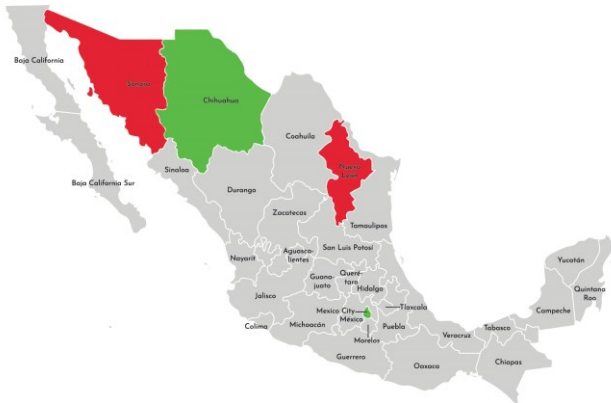 Baja California
Sonora
Chihuahua
Coahuila
Nuevo
León
Baja California Sur
Sinaloa
Durango
Tamaulipas
Zacatecas
San Luis Potosí
Aguasca-
lientes
Nayarit
Guana-
juato
Queré-
taro
Hidalgo
Yucatán
Quintana
Roo
Jalisco
Mexico City
México
Tlaxcala
Campeche
Colima
Michoacán
Morelos
Puebla
Veracruz
Tabasco
Guerrero
Oaxaca
Chiapas